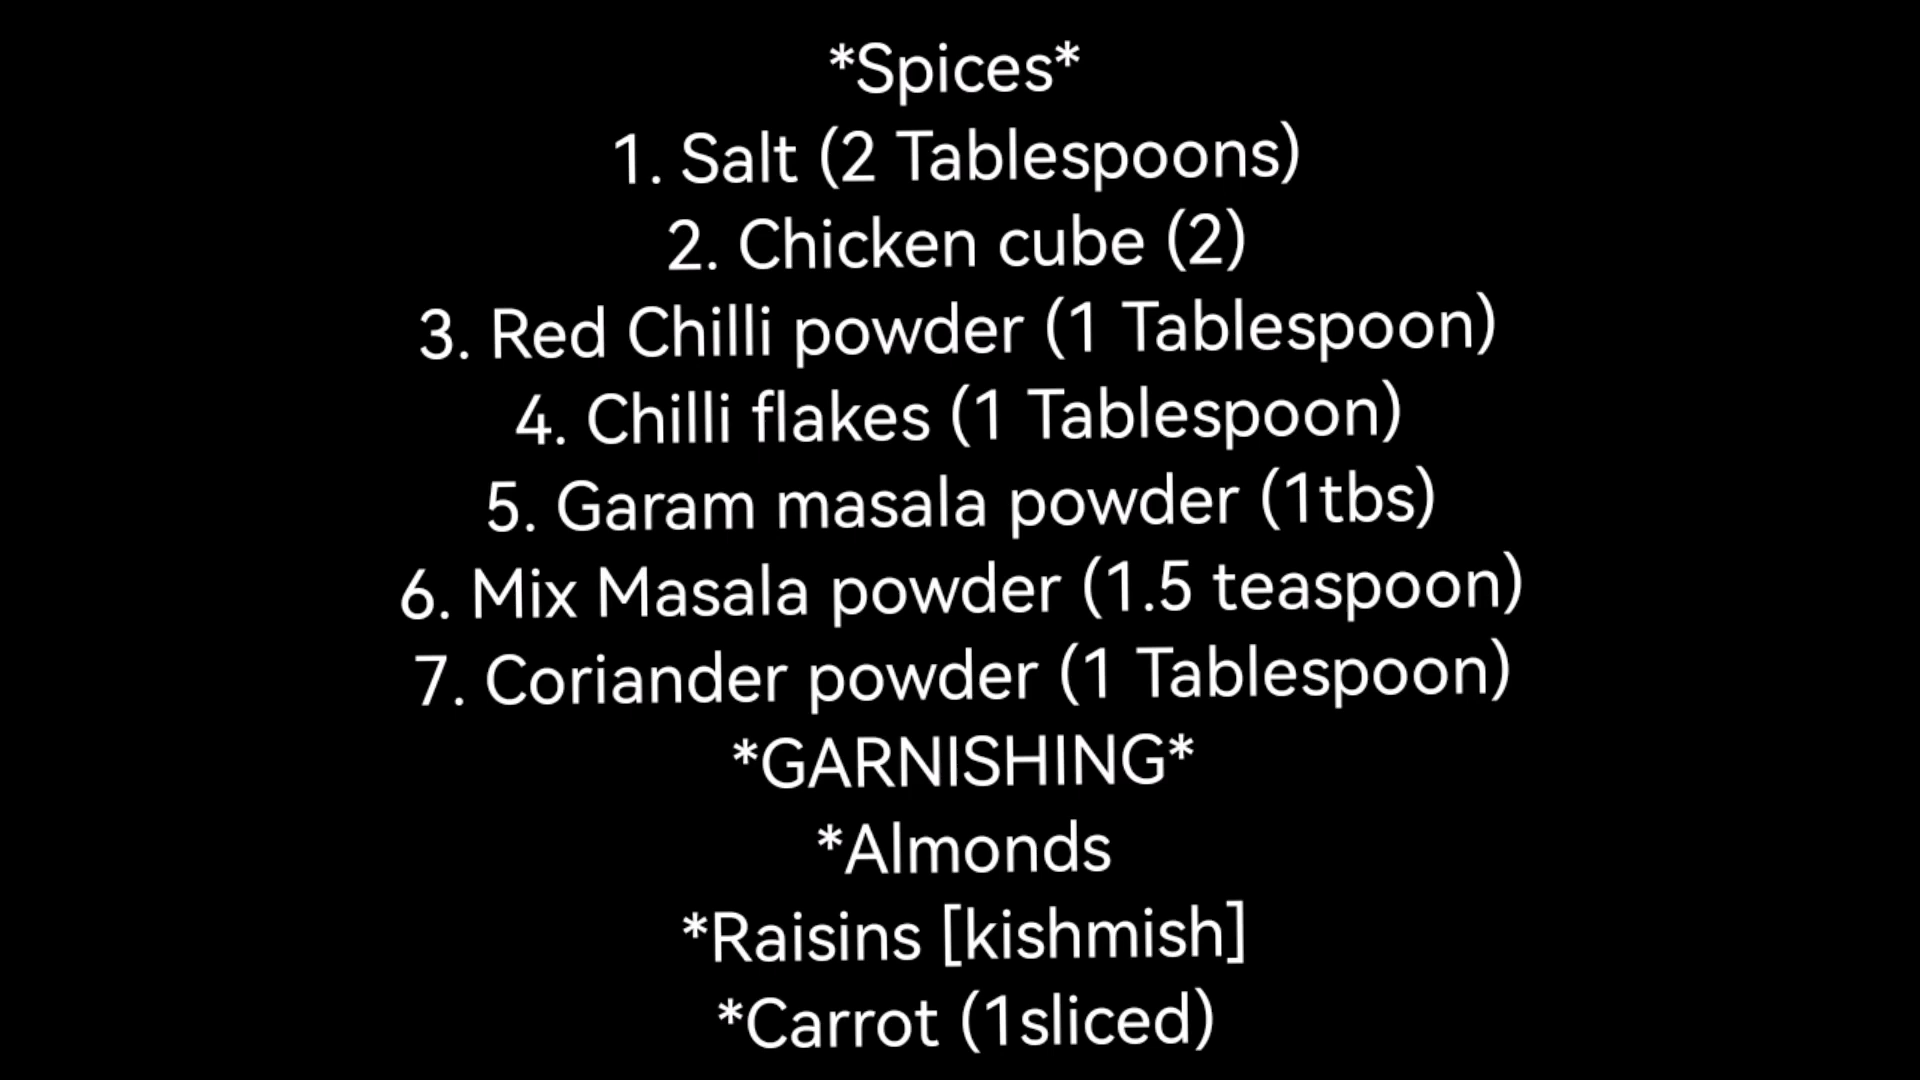 *Spices*
1. Salt (2 Tablespoons)
2. Chicken cube (2)
3. Red Chilli powder (1 Tablespoon)
4. Chilli flakes (1 Tablespoon)
5. Garam masala powder (1tbs)
6. Mix Masala powder (1.5 teaspoon)
7. Coriander powder (1 Tablespoon)
*GARNISHING*
*Almonds
*Raisins [kishmish]
*Carrot (1sliced)